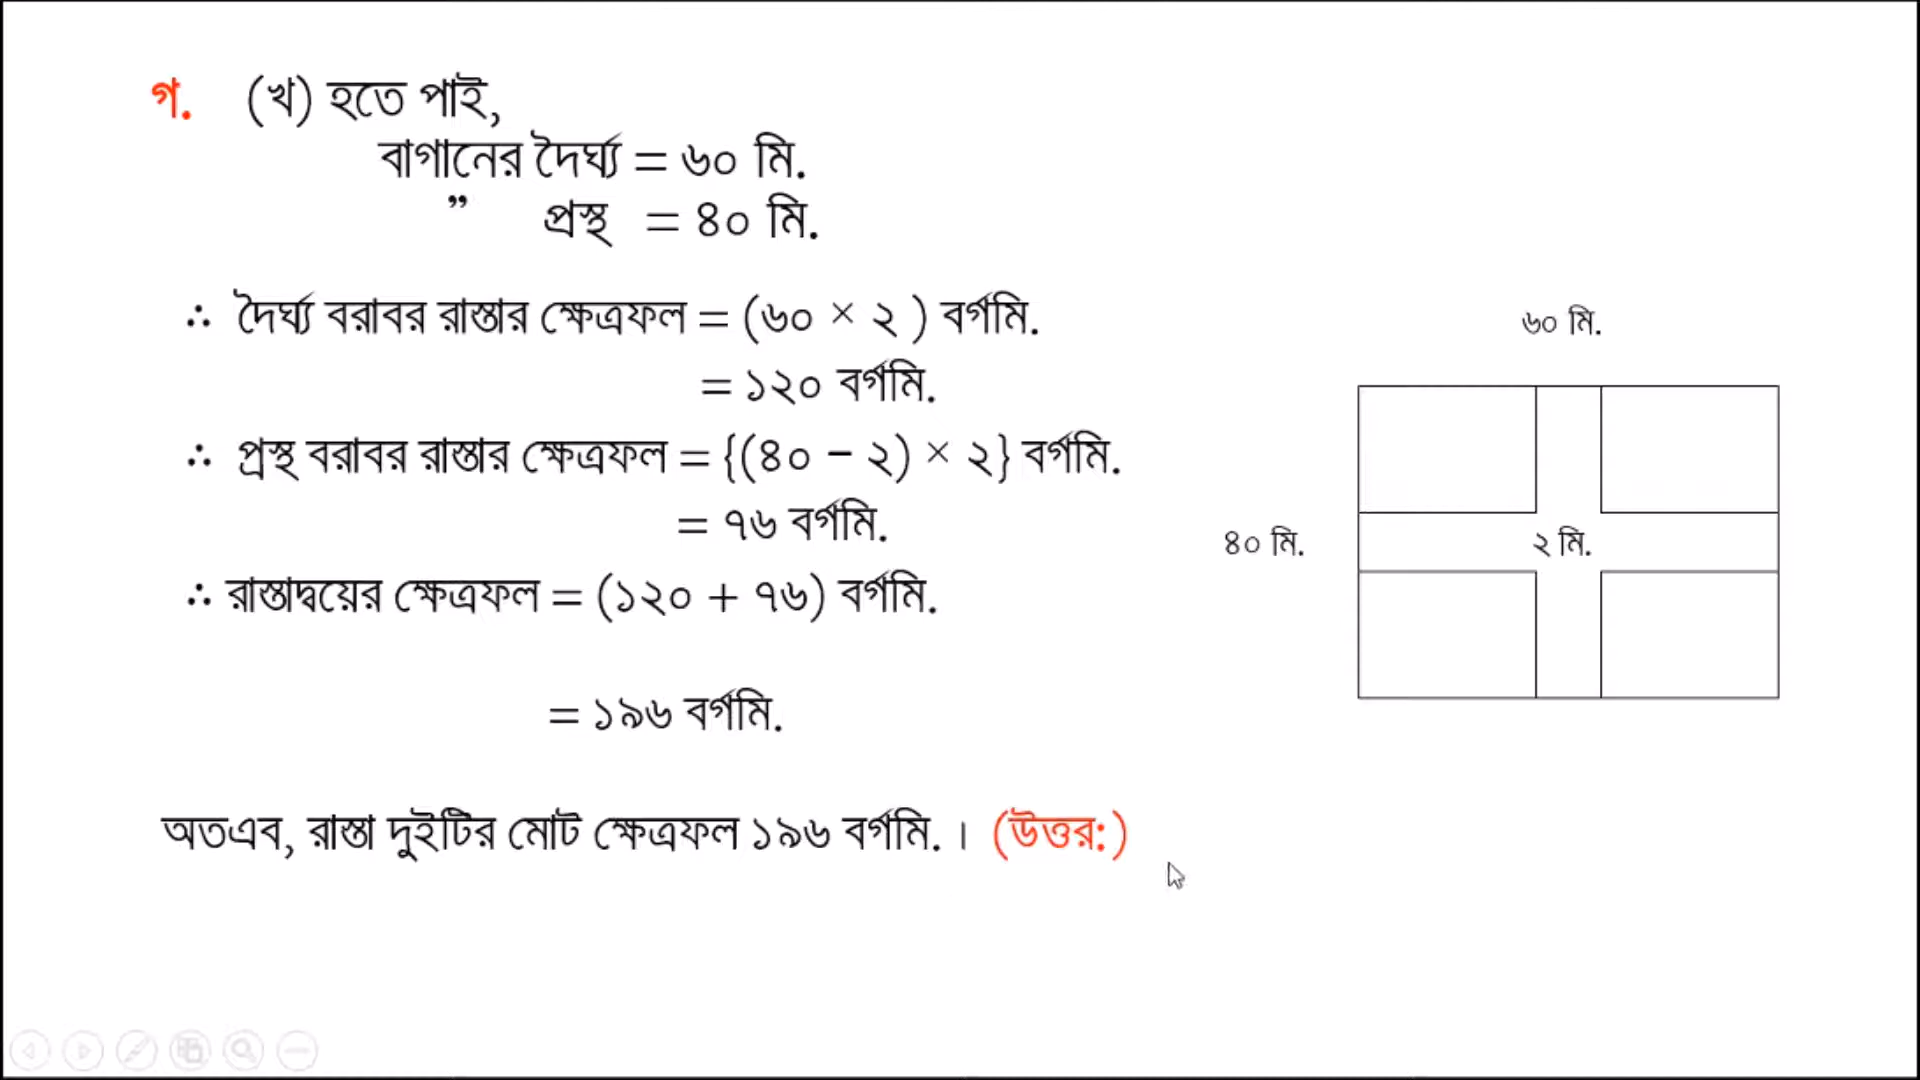 গ. (খ) হতে পাই,
বাগানের দৈর্ঘ্য = ৬০ মি.
” প্রস্থ = ৪০ মি.
∴ দৈর্ঘ্য বরাবর রাস্তার ক্ষেত্রফল = (৬০ × ২ ) বর্গমি.
= ১২০ বর্গমি.
∴ প্রস্থ বরাবর রাস্তার ক্ষেত্রফল = {(৪০ – ২) × ২} বর্গমি.
= ৭৬ বর্গমি.
∴ রাস্তাদ্বয়ের ক্ষেত্রফল = (১২০ + ৭৬) বর্গমি.
= ১৯৬ বর্গমি.
অতএব, রাস্তা দুইটির মোট ক্ষেত্রফল ১৯৬ বর্গমি. । (উত্তর:)
৬০ মি.
৪০ মি.
২ মি.